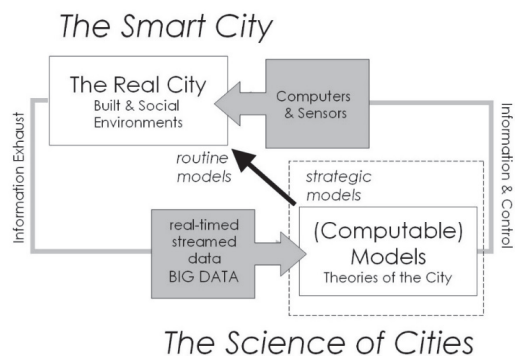 The Smart City
The Real City
Built & Social
Environments
Computers
& Sensors
Information Exhaust
Information & Control
routine
models
strategic
models
real-timed
streamed
data
BIG DATA
(Computable)
Models
Theories of the City
The Science of Cities